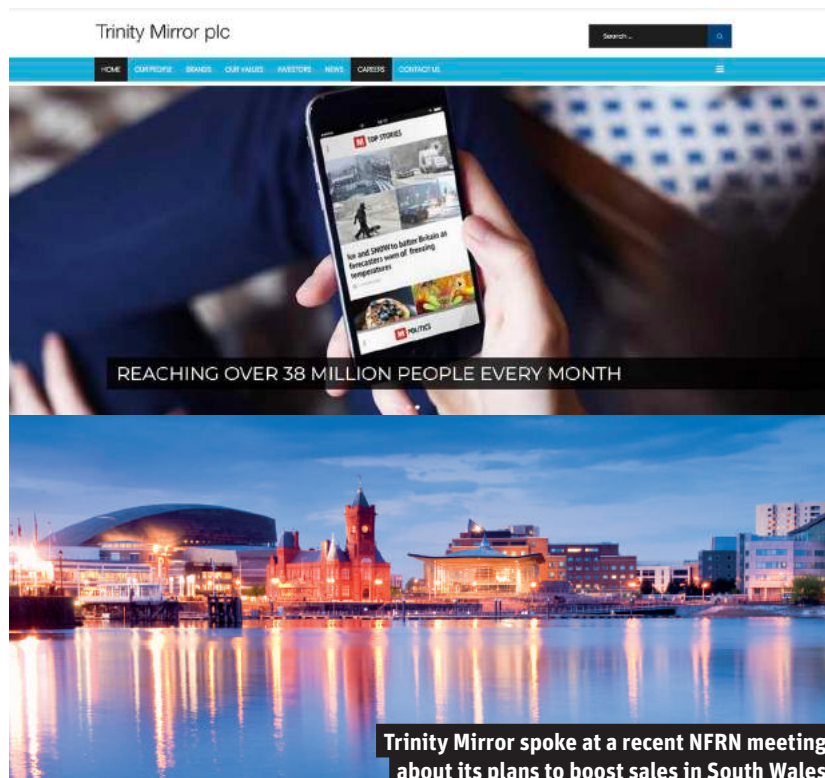 Trinity Mirror plc
Search ...
HOME OUR PEOPLE BRANDS OUR VALUES INVESTORS NEWS CAREERS CONTACT US
M TOP STORIES
Ice and SNOW to batter Britain as
forecasters warn of freezing
temperatures
M POLITICS
REACHING OVER 38 MILLION PEOPLE EVERY MONTH
Trinity Mirror spoke at a recent NFRN meeting
about its plans to boost sales in South Wales